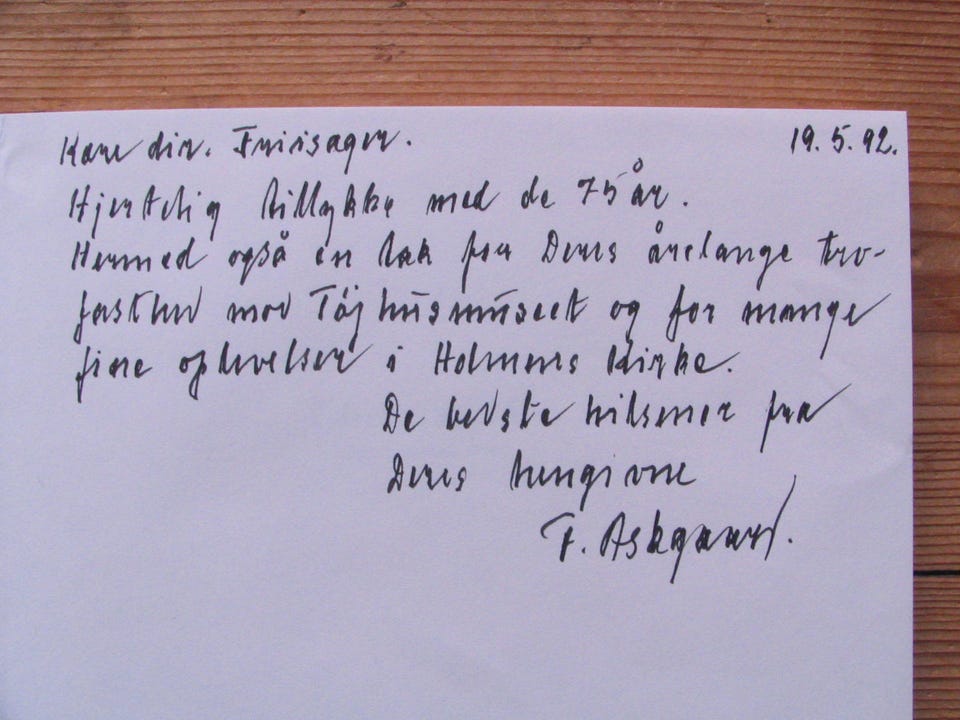 Kære dir. Friisager. 19.5.92.
Hjertelig tillykke med de 75 år.
Hermed også en tak for Deres årelange tro-
fasthed mod Tøjhusmuseet og for mange
fine oplevelser i Holmens Kirke.
De bedste hilsener fra
Deres hengivne
F. Askgaard.